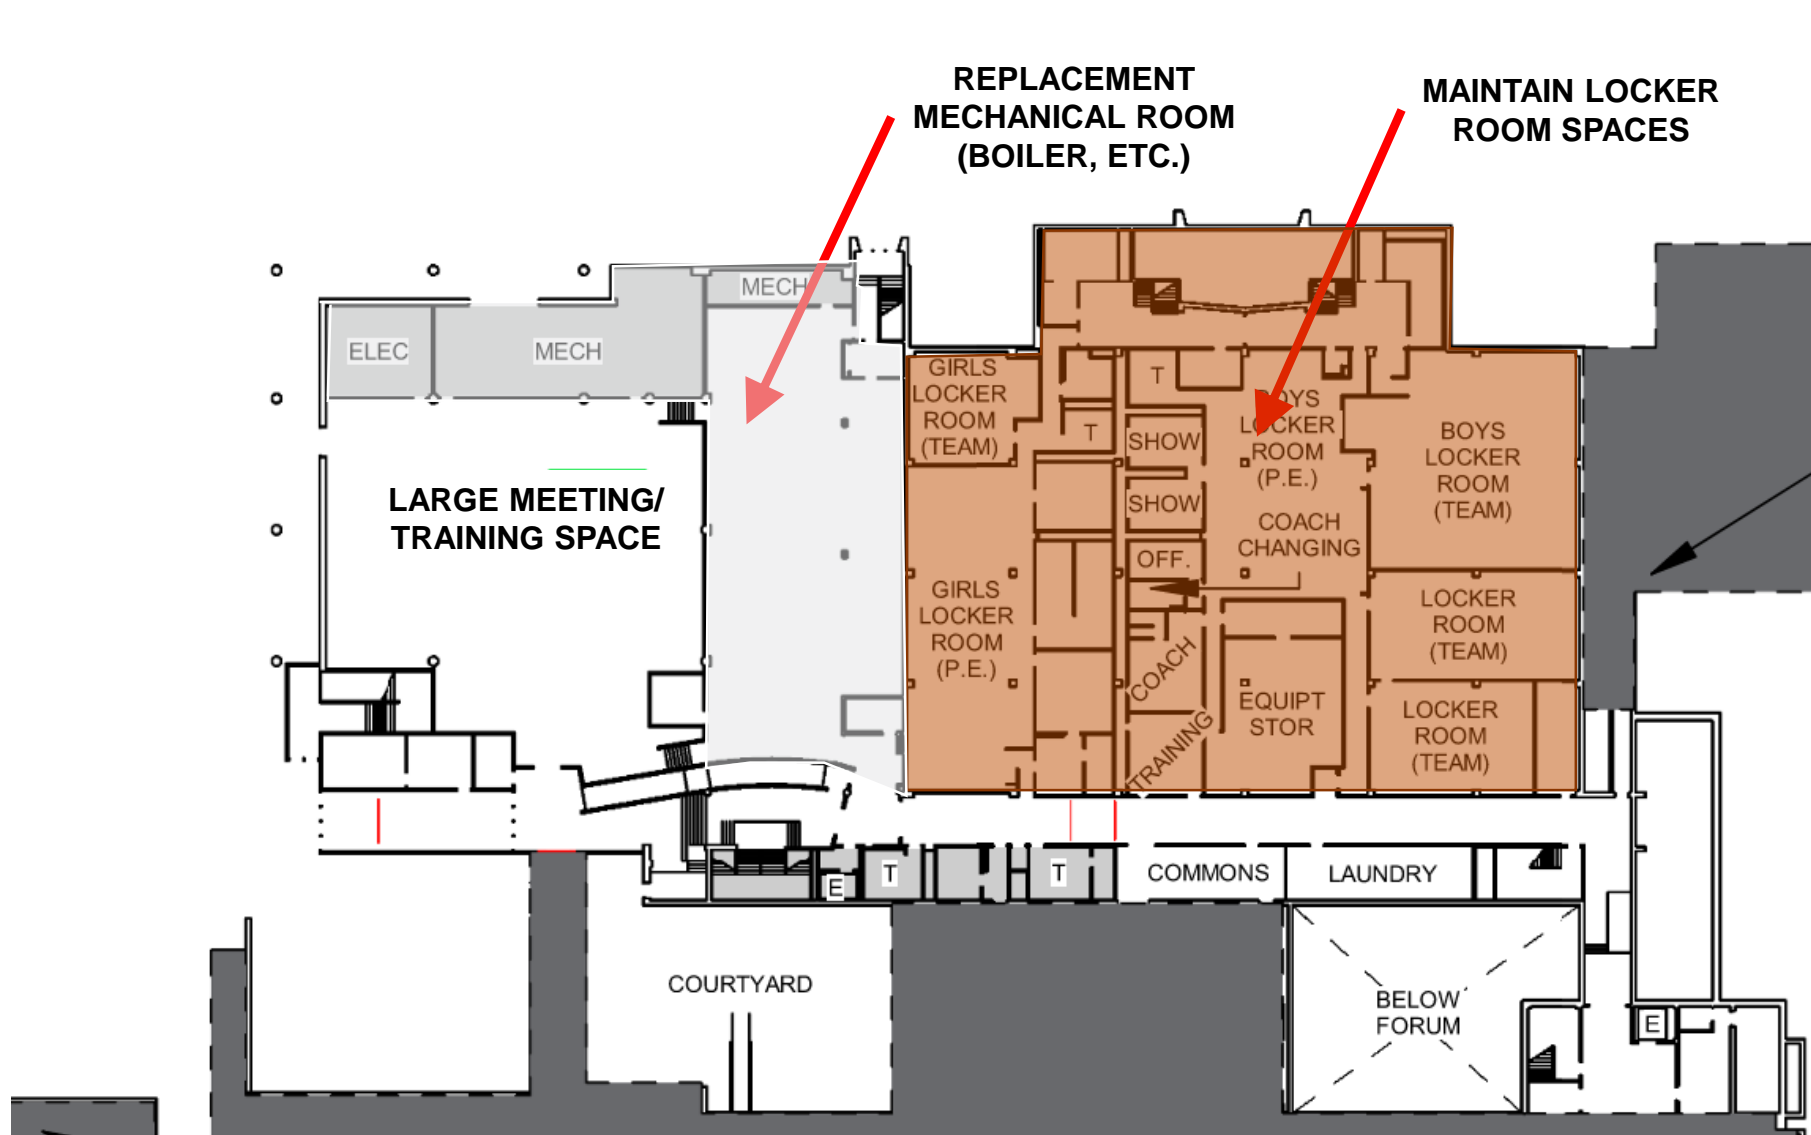 REPLACEMENT
MECHANICAL ROOM
(BOILER, ETC.)
MAINTAIN LOCKER
ROOM SPACES
MECH
ELEC
MECH
GIRLS
LOCKER
ROOM
(TEAM)
T
T
SHOW
SHOW
BOYS
LOCKER
ROOM
(P.E.)
BOYS
LOCKER
ROOM
(TEAM)
LARGE MEETING/
TRAINING SPACE
COACH
CHANGING
OFF.
GIRLS
LOCKER
ROOM
(P.E.)
LOCKER
ROOM
(TEAM)
COACH
TRAINING
EQUIPT
STOR
LOCKER
ROOM
(TEAM)
E
T
T
COMMONS
LAUNDRY
COURTYARD
BELOW
FORUM
E